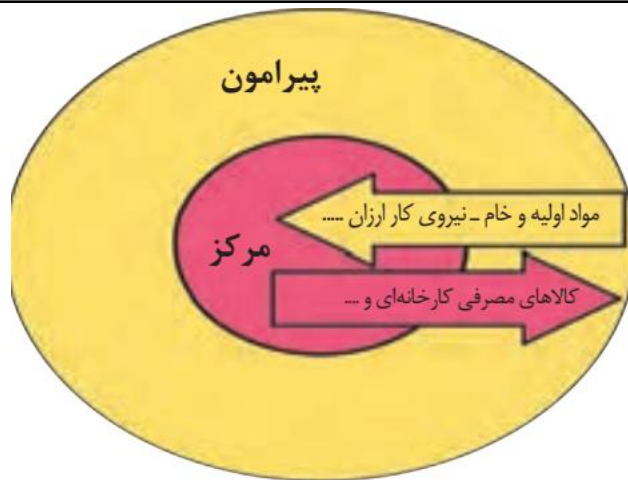 پیرامون
مواد اولیه و خام ـ نیروی کار ارزان .....
مرکز
کالاهای مصرفی کارخانه‌ای و ....